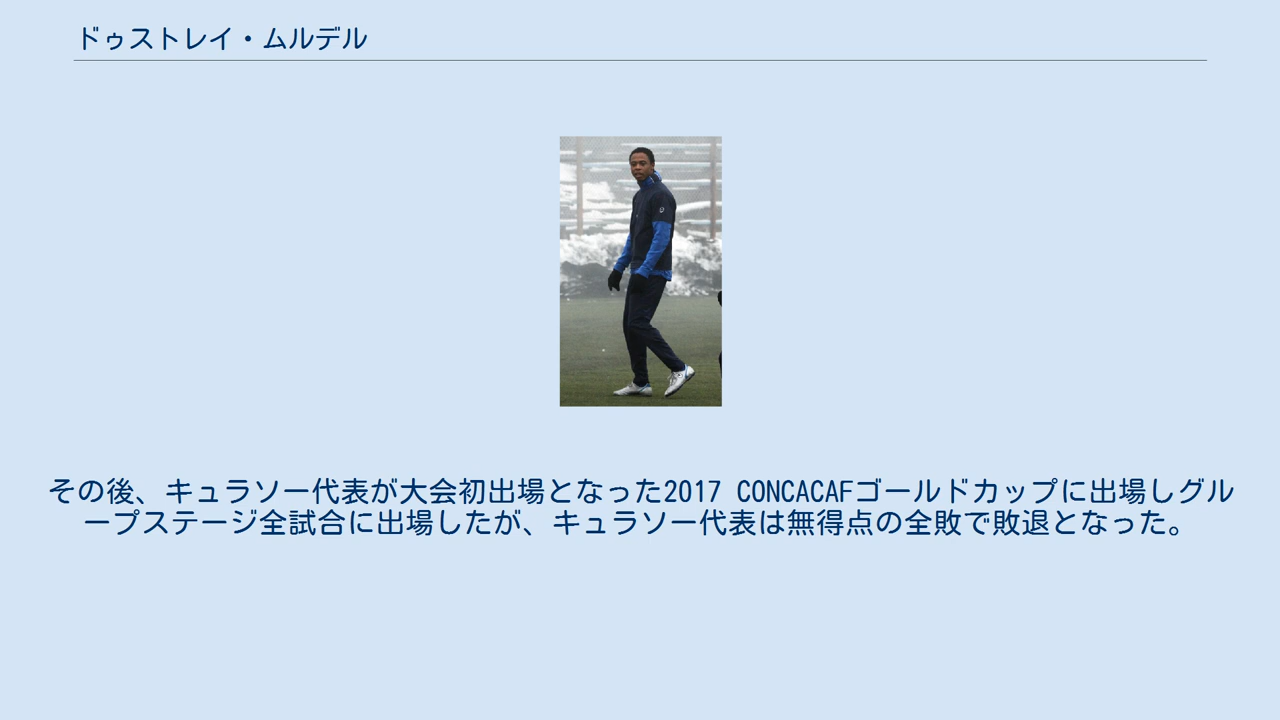 ドゥストレイ・ムルデル
その後、キュラソー代表が大会初出場となった2017 CONCACAFゴールドカップに出場しグル
ープステージ全試合に出場したが、キュラソー代表は無得点の全敗で敗退となった。